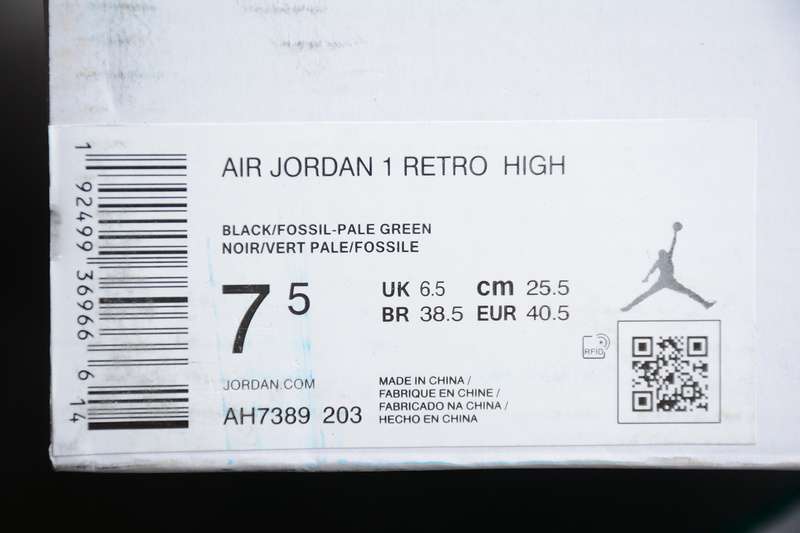 AIR JORDAN 1 RETRO HIGH
BLACK/FOSSIL-PALE GREEN
NOIR/VERT PALE/FOSSILE
7 5
UK 6.5 cm 25.5
BR 38.5 EUR 40.5
RFID
JORDAN.COM
AH7389 203
MADE IN CHINA /
FABRIQUE EN CHINE /
FABRICADO NA CHINA /
HECHO EN CHINA
1 92499 36966 6 14